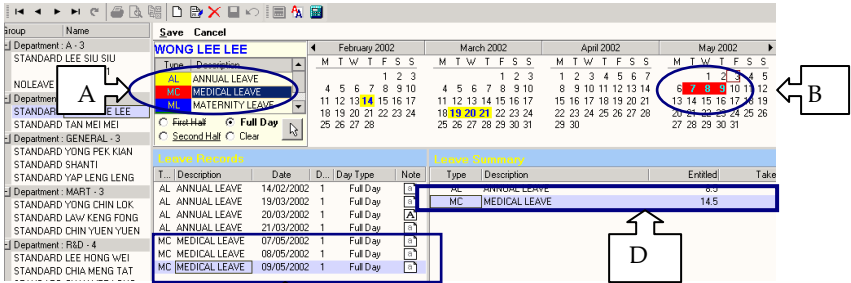 Group Name
Department : A - 3
STANDARD LEE SIU SIU
NOLEAVE
STANDARD TAN MEI MEI
Department : GENERAL - 3
STANDARD YONG PEK KIAN
STANDARD SHANTI
STANDARD YAP LENG LENG
Department : MART - 3
STANDARD YONG CHIN LOK
STANDARD LAW KENG FONG
STANDARD CHIN YUEN YUEN
Department : R&D - 4
STANDARD LEE HONG WEI
STANDARD CHIA MENG TAT
Save Cancel
WONG LEE LEE
Type Description
AL ANNUAL LEAVE
MC MEDICAL LEAVE
ML MATERNITY LEAVE
First Half Full Day
Second Half Clear
A
February 2002
M T W T F S S
1 2 3
4 5 6 7 8 9 10
11 12 13 14 15 16 17
18 19 20 21 22 23 24
25 26 27 28
March 2002
M T W T F S S
1 2 3
4 5 6 7 8 9 10
11 12 13 14 15 16 17
18 19 20 21 22 23 24
25 26 27 28 29 30 31
April 2002
M T W T F S S
1 2 3 4 5 6 7
8 9 10 11 12 13 14
15 16 17 18 19 20 21
22 23 24 25 26 27 28
29 30
May 2002
M T W T F S S
1 2 3 4 5
6 7 8 9 10 11 12
13 14 15 16 17 18 19
20 21 22 23 24 25 26
27 28 29 30 31
B
Leave Records
T... Description Date D... Day Type Note
AL ANNUAL LEAVE 14/02/2002 1 Full Day
AL ANNUAL LEAVE 19/03/2002 1 Full Day
AL ANNUAL LEAVE 20/03/2002 1 Full Day
AL ANNUAL LEAVE 21/03/2002 1 Full Day
MC MEDICAL LEAVE 07/05/2002 1 Full Day
MC MEDICAL LEAVE 08/05/2002 1 Full Day
MC MEDICAL LEAVE 09/05/2002 1 Full Day
Leave Summary
Type Description Entitled Take
AL ANNUAL LEAVE 8.5
MC MEDICAL LEAVE 14.5
D